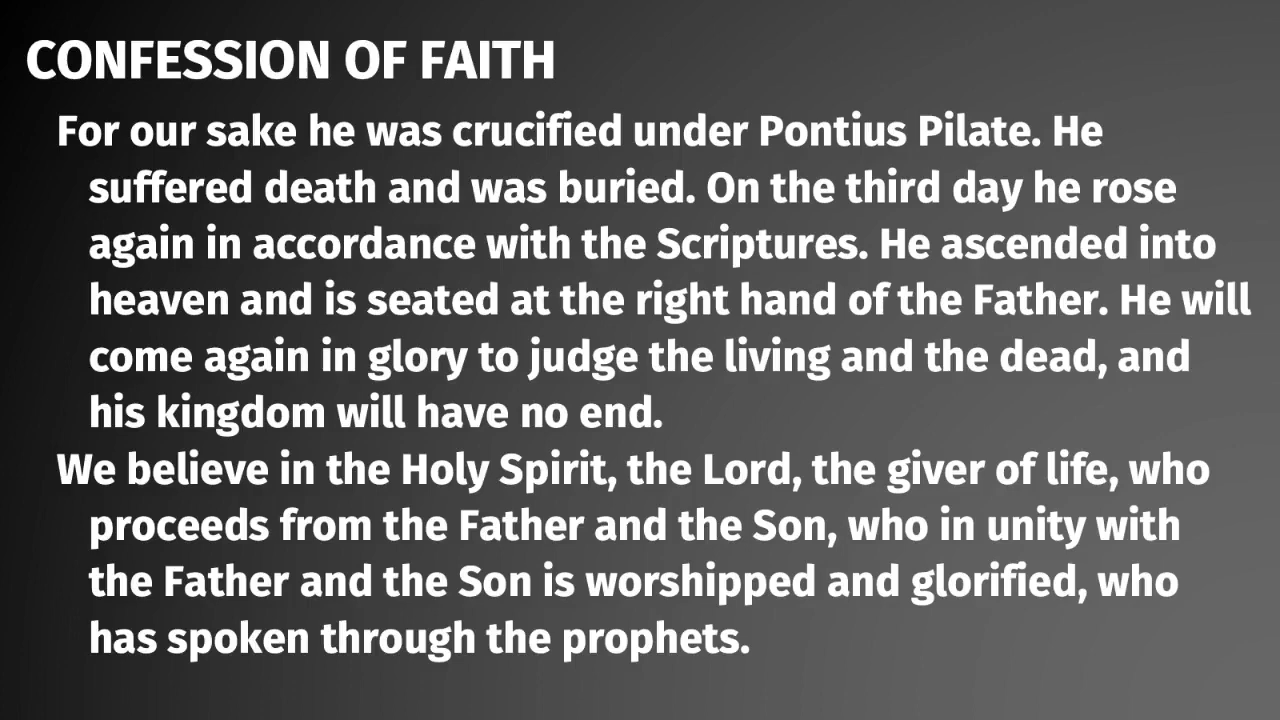 CONFESSION OF FAITH
For our sake he was crucified under Pontius Pilate. He
suffered death and was buried. On the third day he rose
again in accordance with the Scriptures. He ascended into
heaven and is seated at the right hand of the Father. He will
come again in glory to judge the living and the dead, and
his kingdom will have no end.
We believe in the Holy Spirit, the Lord, the giver of life, who
proceeds from the Father and the Son, who in unity with
the Father and the Son is worshipped and glorified, who
has spoken through the prophets.